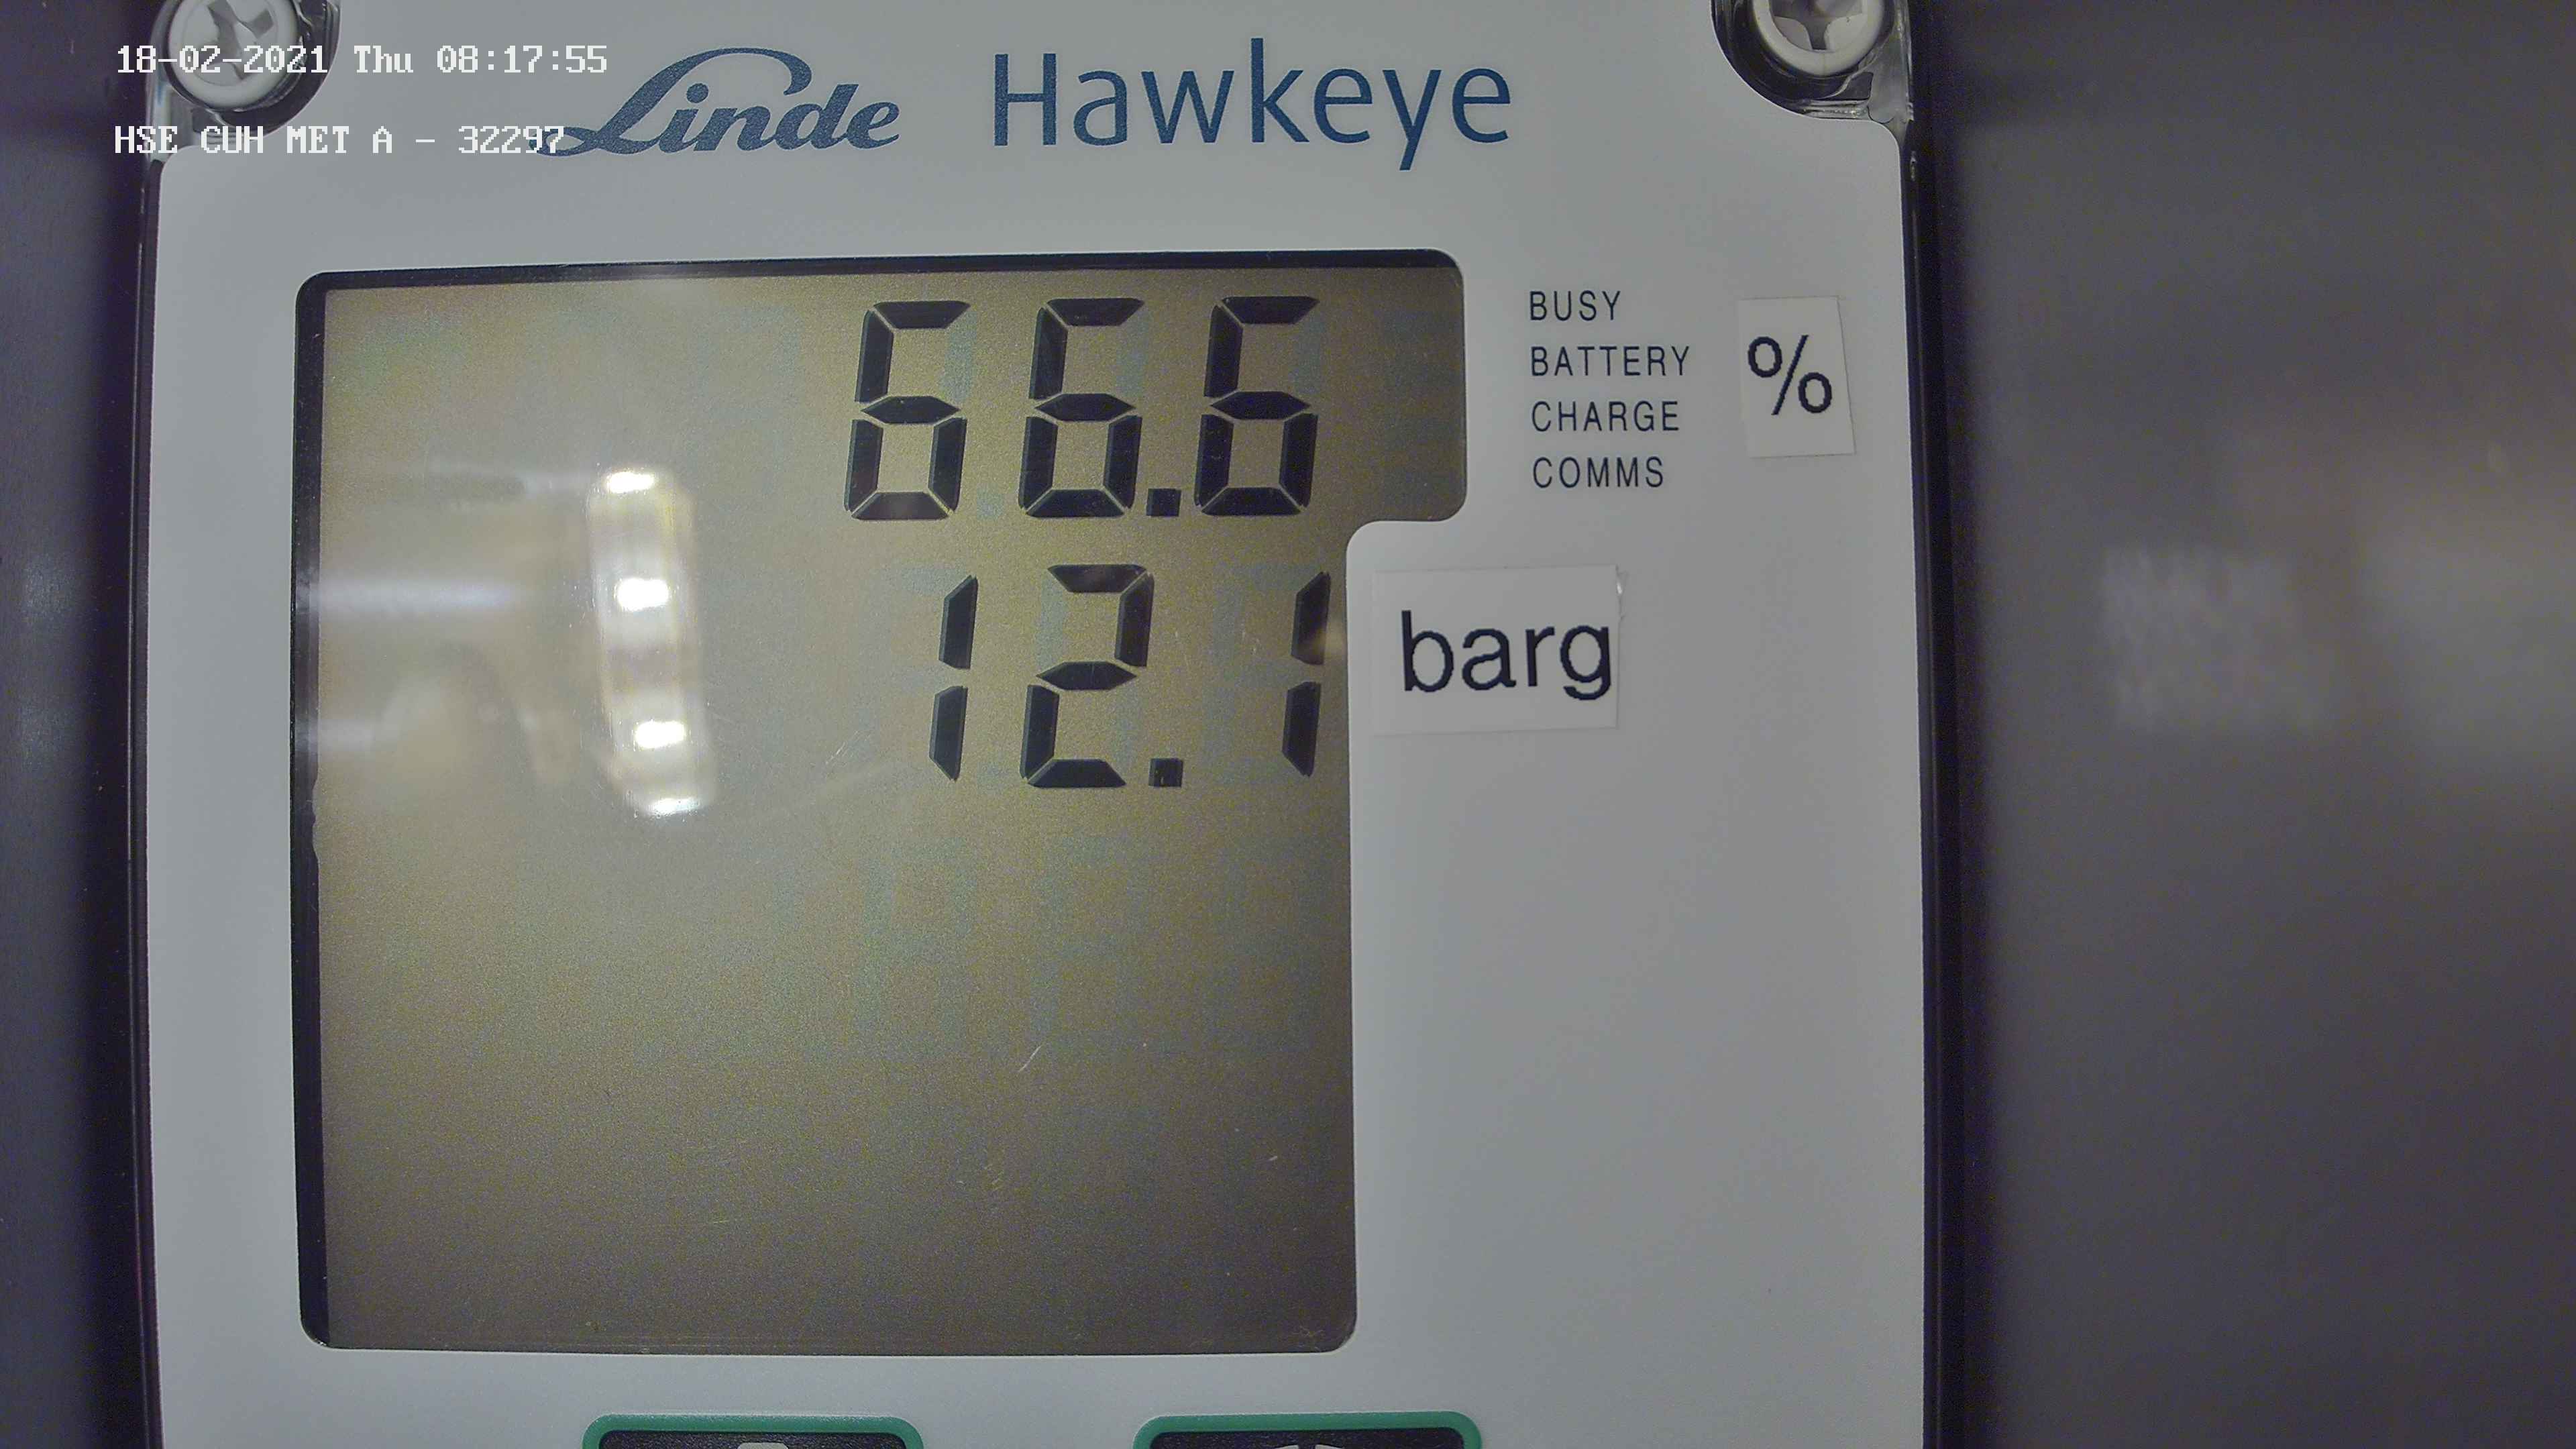 18-02-2021 Thu 08:17:55
HSE CUH MET A - 32297
Linde Hawkeye
66.6
BUSY
BATTERY
CHARGE
COMMS
%
12.1
barg